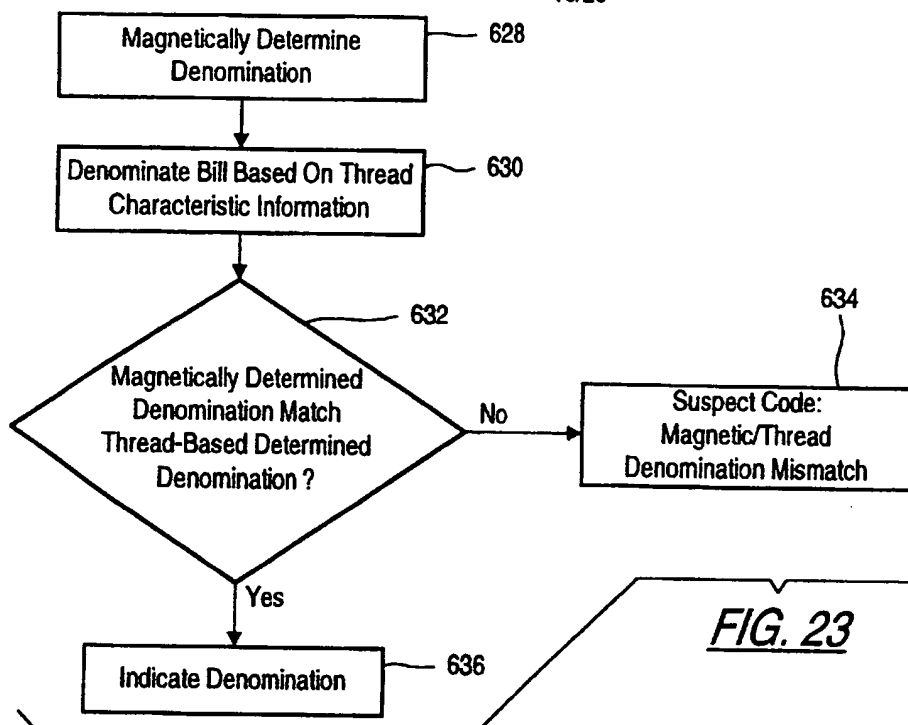 Magnetically Determine
Denomination
628
Denominate Bill Based On Thread
Characteristic Information
630
632
Magnetically Determined
Denomination Match
Thread-Based Determined
Denomination ?
No
634
Suspect Code:
Magnetic/Thread
Denomination Mismatch
Yes
Indicate Denomination
636
FIG. 23